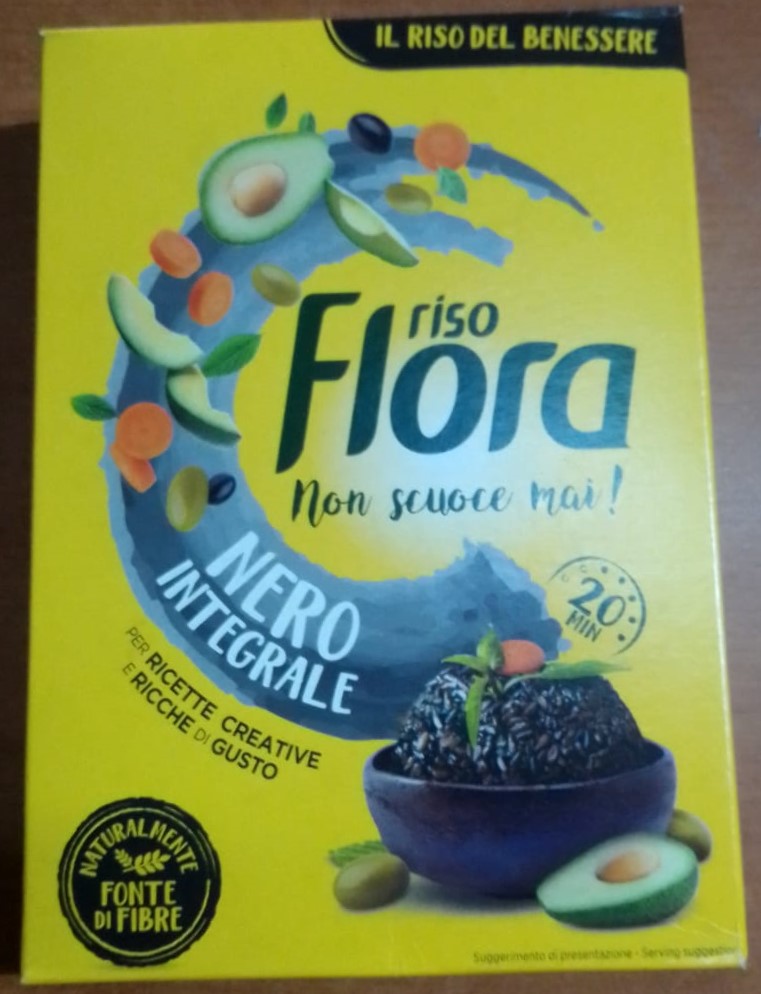 IL RISO DEL BENESSERE
riso
Flora
Non scuoce mai!
NERO
INTEGRALE
20
MIN
PER RICETTE CREATIVE
E RICCHE DI GUSTO
NATURALMENTE
FONTE
DI FIBRE
Suggerimento di presentazione - Serving suggestion